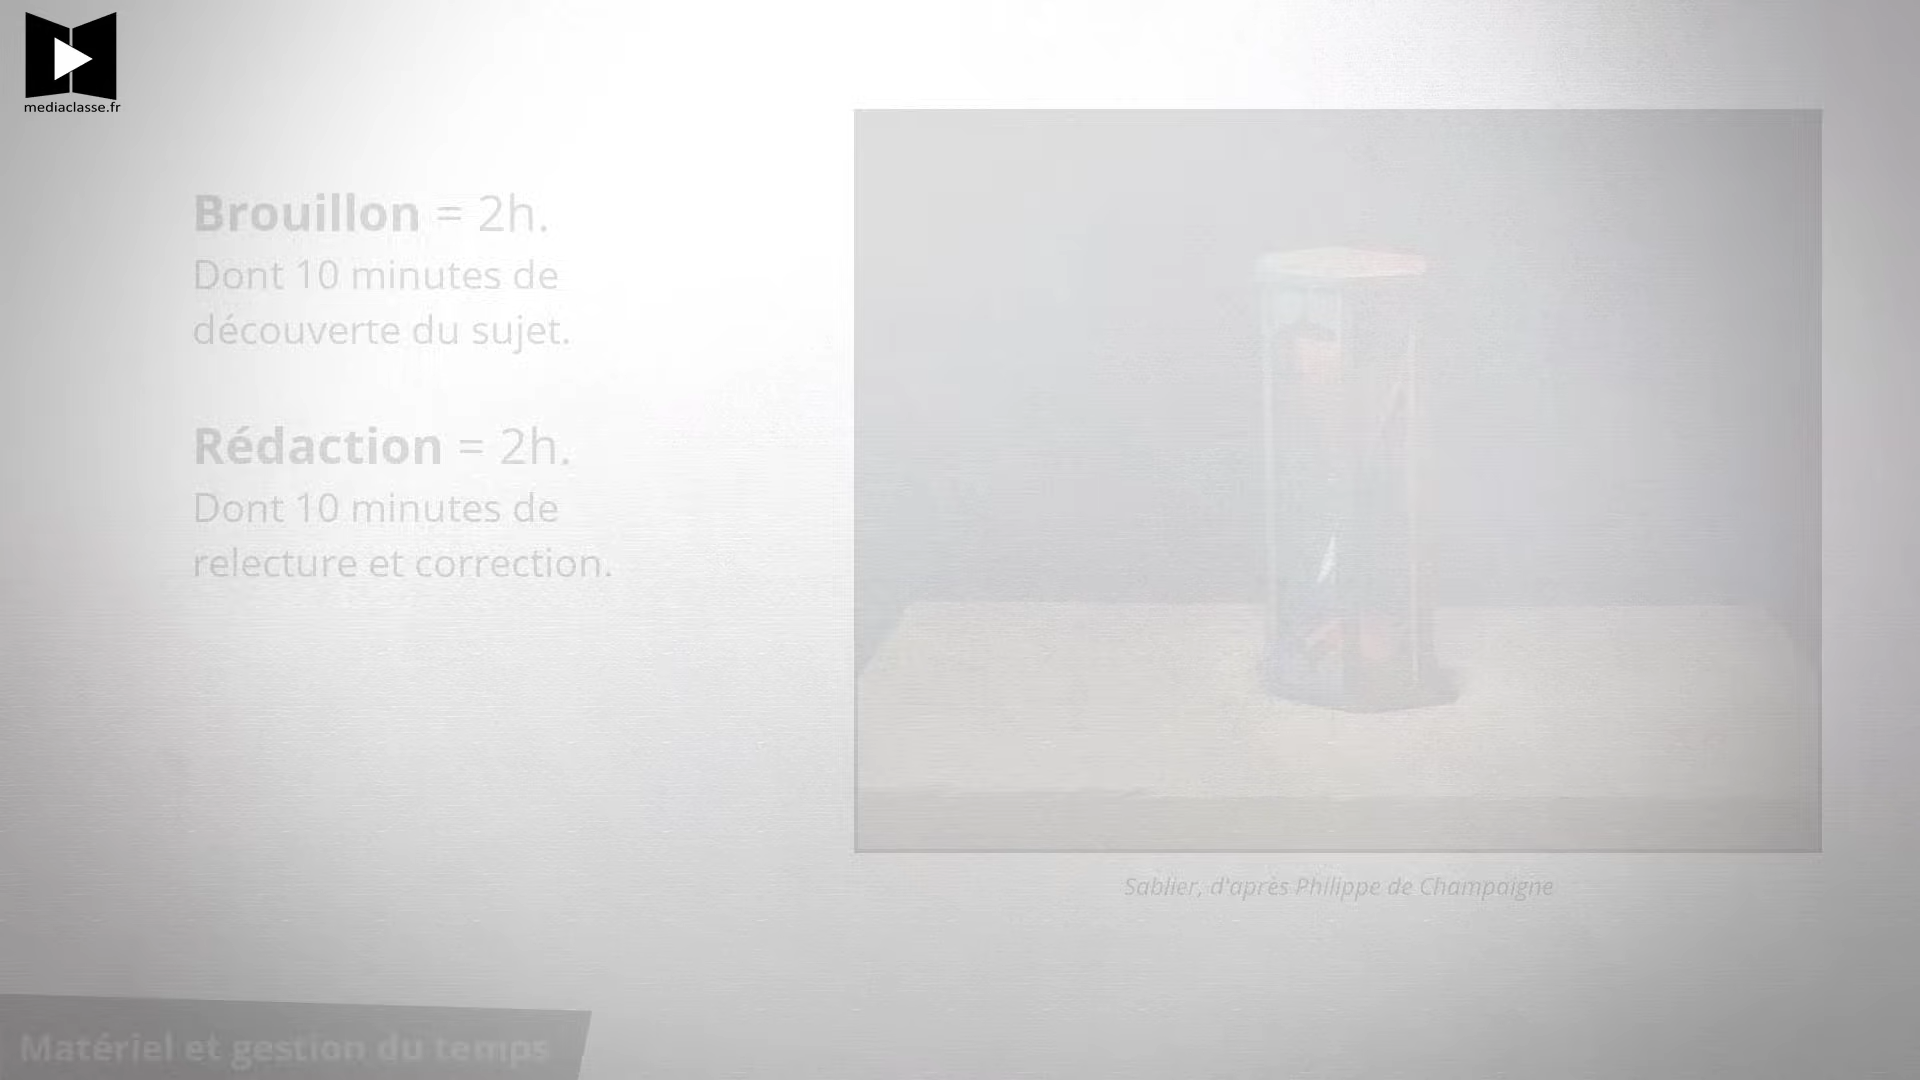 mediaclasse.fr
Brouillon = 2h.
Dont 10 minutes de
découverte du sujet.
Rédaction = 2h.
Dont 10 minutes de
relecture et correction.
Sablier, d'après Philippe de Champaigne
Matériel et gestion du temps